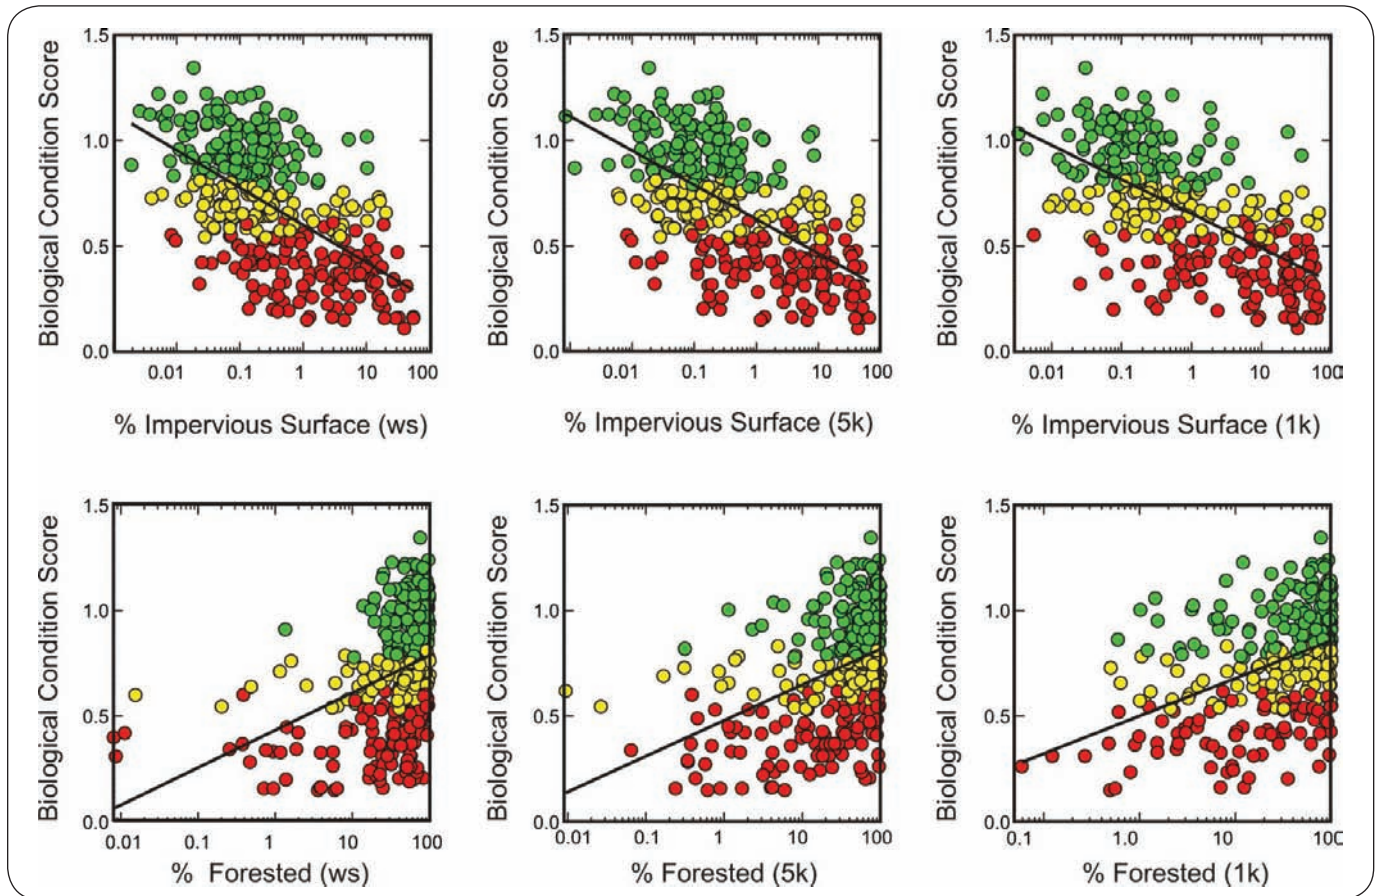 1.5
1.0
0.5
0.0
Biological Condition Score
0.01 0.1 1 10 100
% Impervious Surface (ws)
1.5
1.0
0.5
0.0
Biological Condition Score
0.01 0.1 1 10 100
% Impervious Surface (5k)
1.5
1.0
0.5
0.0
Biological Condition Score
0.01 0.1 1 10 100
% Impervious Surface (1k)
1.5
1.0
0.5
0.0
Biological Condition Score
0.01 0.1 1 10 100
% Forested (ws)
1.5
1.0
0.5
0.0
Biological Condition Score
0.01 0.1 1 10 100
% Forested (5k)
1.5
1.0
0.5
0.0
Biological Condition Score
0.1 1.0 10 100
% Forested (1k)